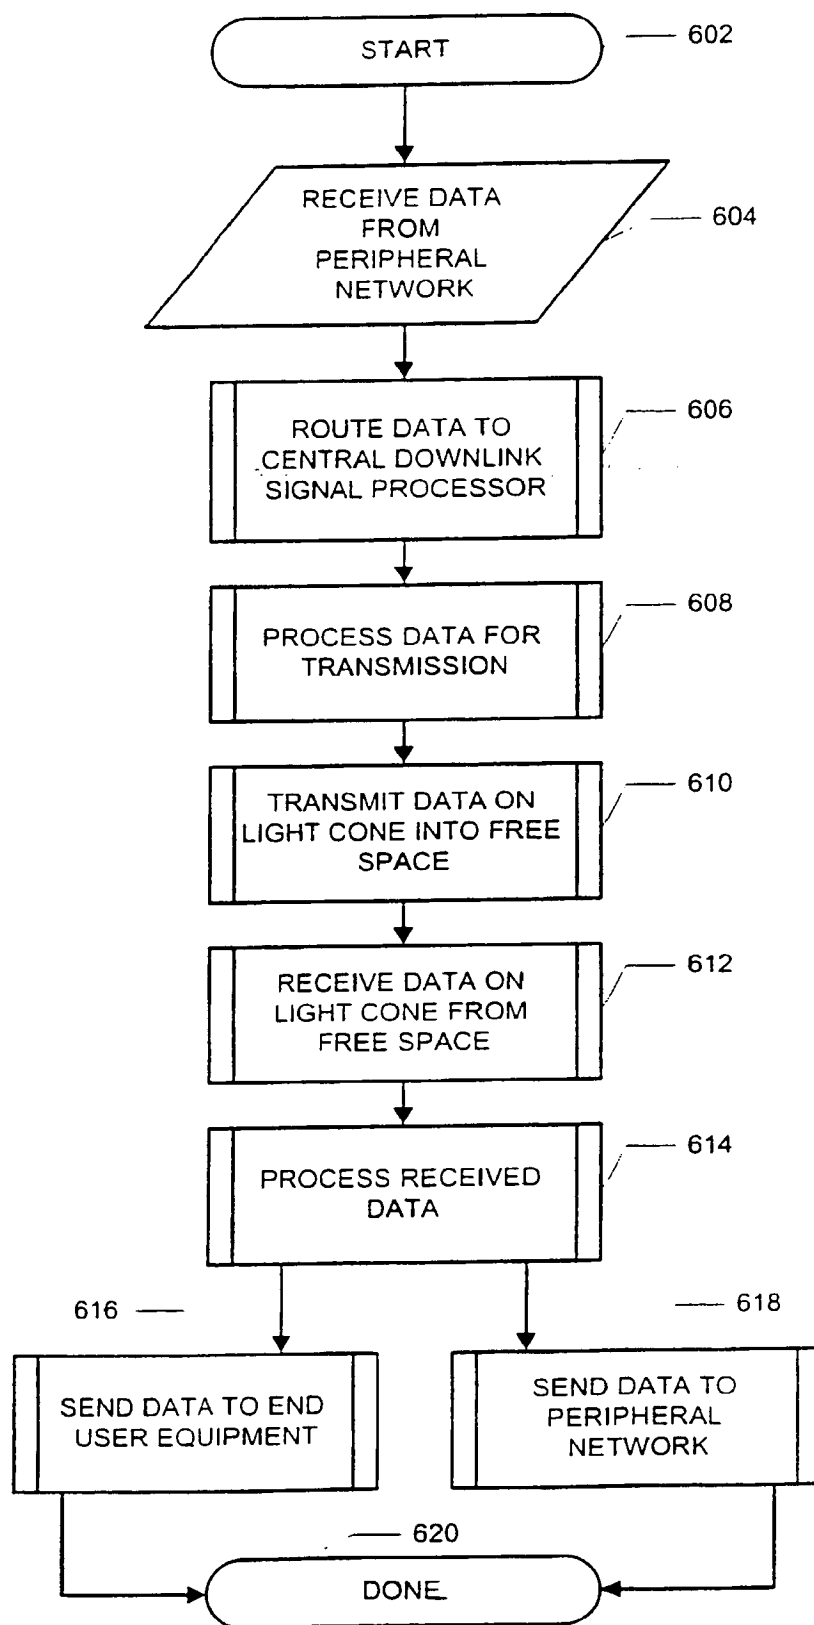 START
602
RECEIVE DATA
FROM
PERIPHERAL
NETWORK
604
ROUTE DATA TO
CENTRAL DOWNLINK
SIGNAL PROCESSOR
606
PROCESS DATA FOR
TRANSMISSION
608
TRANSMIT DATA ON
LIGHT CONE INTO FREE
SPACE
610
RECEIVE DATA ON
LIGHT CONE FROM
FREE SPACE
612
PROCESS RECEIVED
DATA
614
616
618
SEND DATA TO END
USER EQUIPMENT
SEND DATA TO
PERIPHERAL
NETWORK
620
DONE